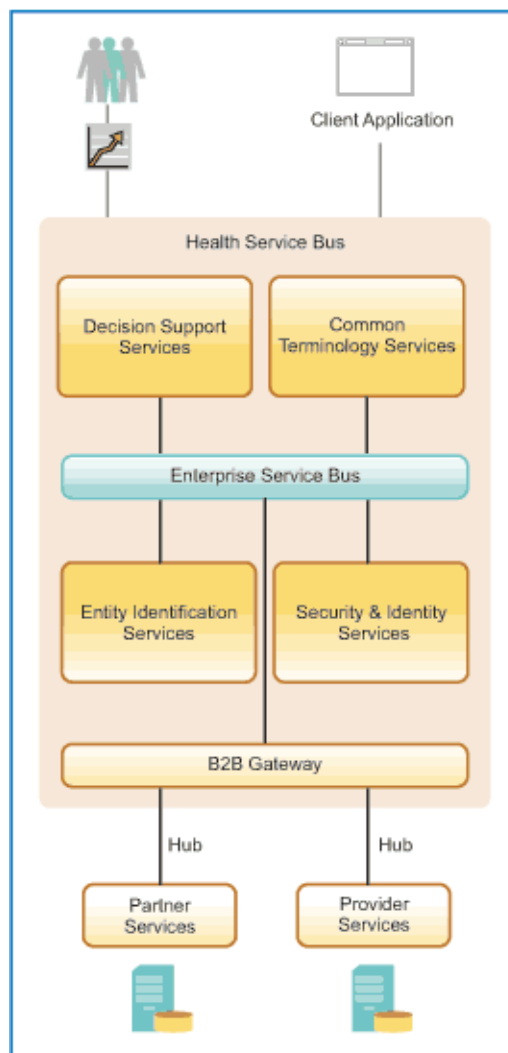 Client Application
Health Service Bus
Decision Support
Services
Common
Terminology Services
Enterprise Service Bus
Entity Identification
Services
Security & Identity
Services
B2B Gateway
Hub
Hub
Partner
Services
Provider
Services